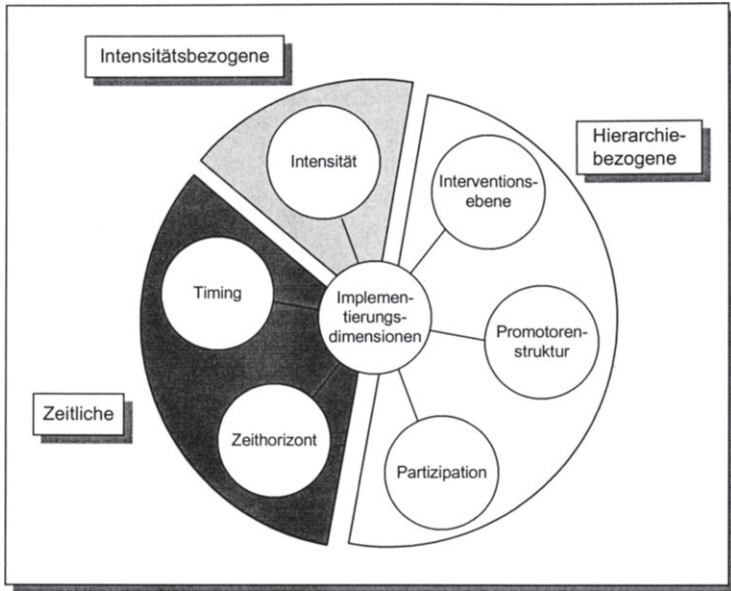 Intensitätsbezogene
Hierarchie-
bezogene
Intensität
Interventions-
ebene
Timing
Implemen-
tierungs-
dimensionen
Promotoren-
struktur
Zeitliche
Zeithorizont
Partizipation